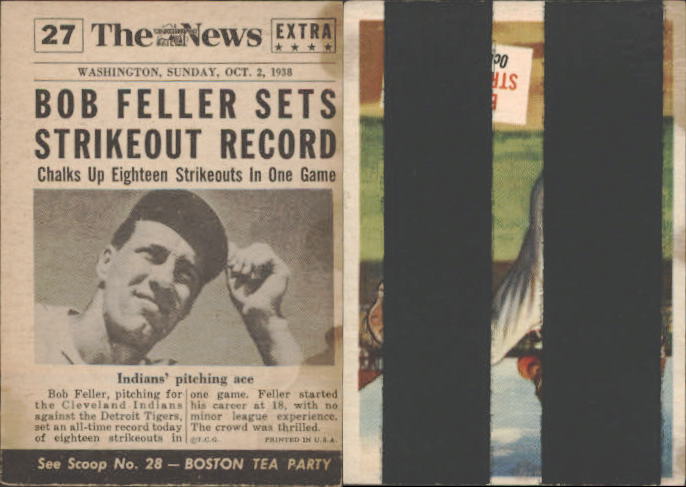 27 The News EXTRA
WASHINGTON, SUNDAY, OCT. 2, 1938
BOB FELLER SETS
STRIKEOUT RECORD
Chalks Up Eighteen Strikeouts In One Game
Indians' pitching ace
Bob Feller, pitching for
the Cleveland Indians
against the Detroit Tigers,
set an all-time record today
of eighteen strikeouts in
one game. Feller started
his career at 18, with no
minor league experience.
The crowd was thrilled.
©T.C.G. PRINTED IN U.S.A.
See Scoop No. 28 — BOSTON TEA PARTY